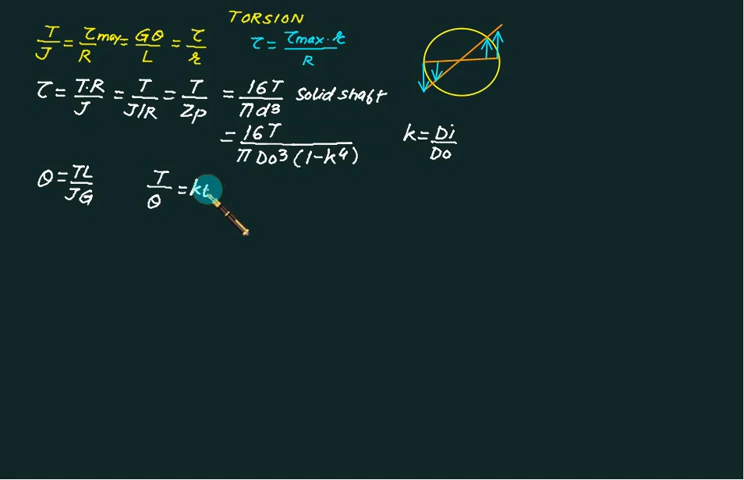 TORSION
T/J = τmax/R = Gθ/L = τ/r
τ = τmax·r/R
τ = T.R/J = T/J/R = T/Zp = 16T/πd³ solid shaft
= 16T/πDo³(1-k⁴)
k = Di/Do
θ = TL/JG
T/θ = kt